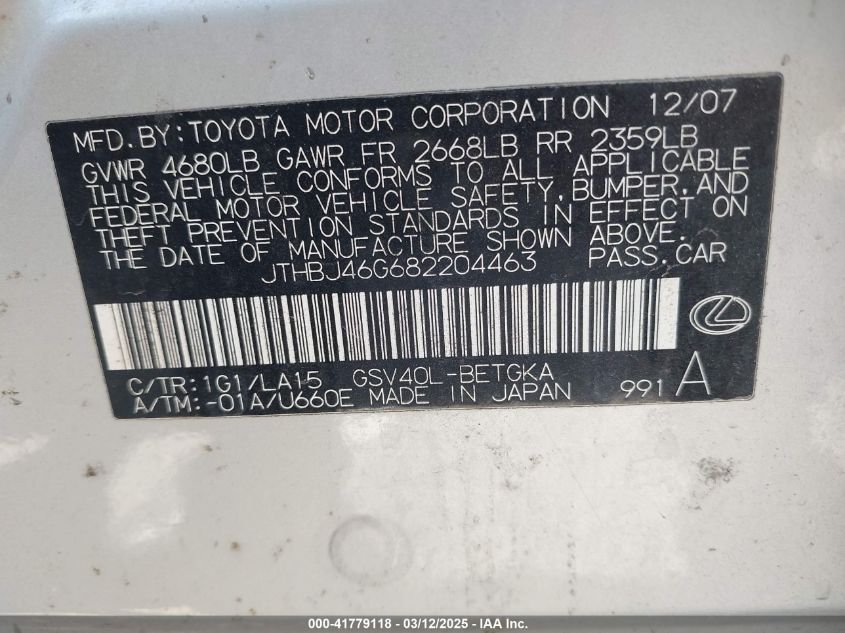 MFD. BY: TOYOTA MOTOR CORPORATION 12/07
GVWR 4680LB GAWR FR 2668LB RR 2359LB
THIS VEHICLE CONFORMS TO ALL APPLICABLE
FEDERAL MOTOR VEHICLE SAFETY, BUMPER, AND
THEFT PREVENTION STANDARDS IN EFFECT ON
THE DATE OF MANUFACTURE SHOWN ABOVE.
JTHBJ46G682204463 PASS. CAR
C/TR: 1G1/LA15 GSV40L-BETGKA
A/TM: -01A/U660E MADE IN JAPAN 991 A
000-41779118 - 03/12/2025 - IAA Inc.